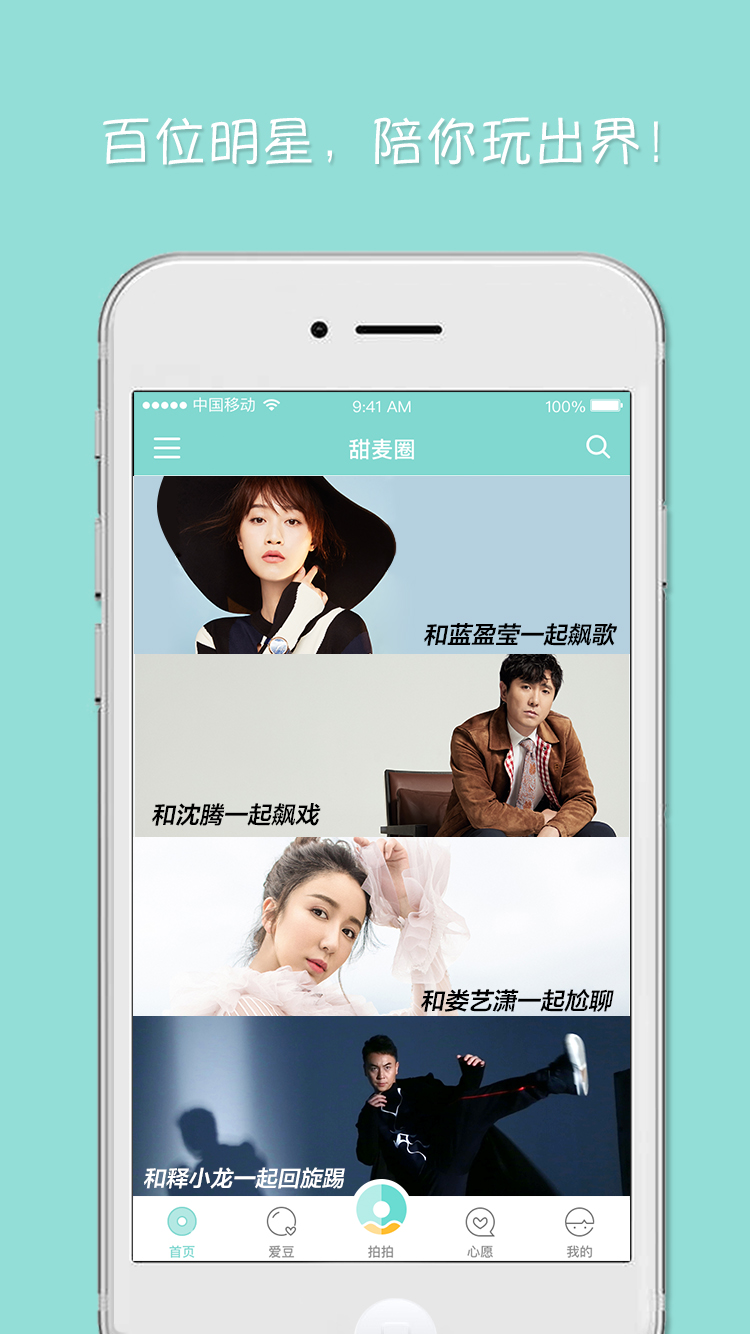 百位明星，陪你玩出界！
中国移动 9:41 AM 100%
甜麦圈
和蓝盈莹一起飙歌
和沈腾一起飙戏
和娄艺潇一起尬聊
和释小龙一起回旋踢
首页 爱豆 拍拍 心愿 我的